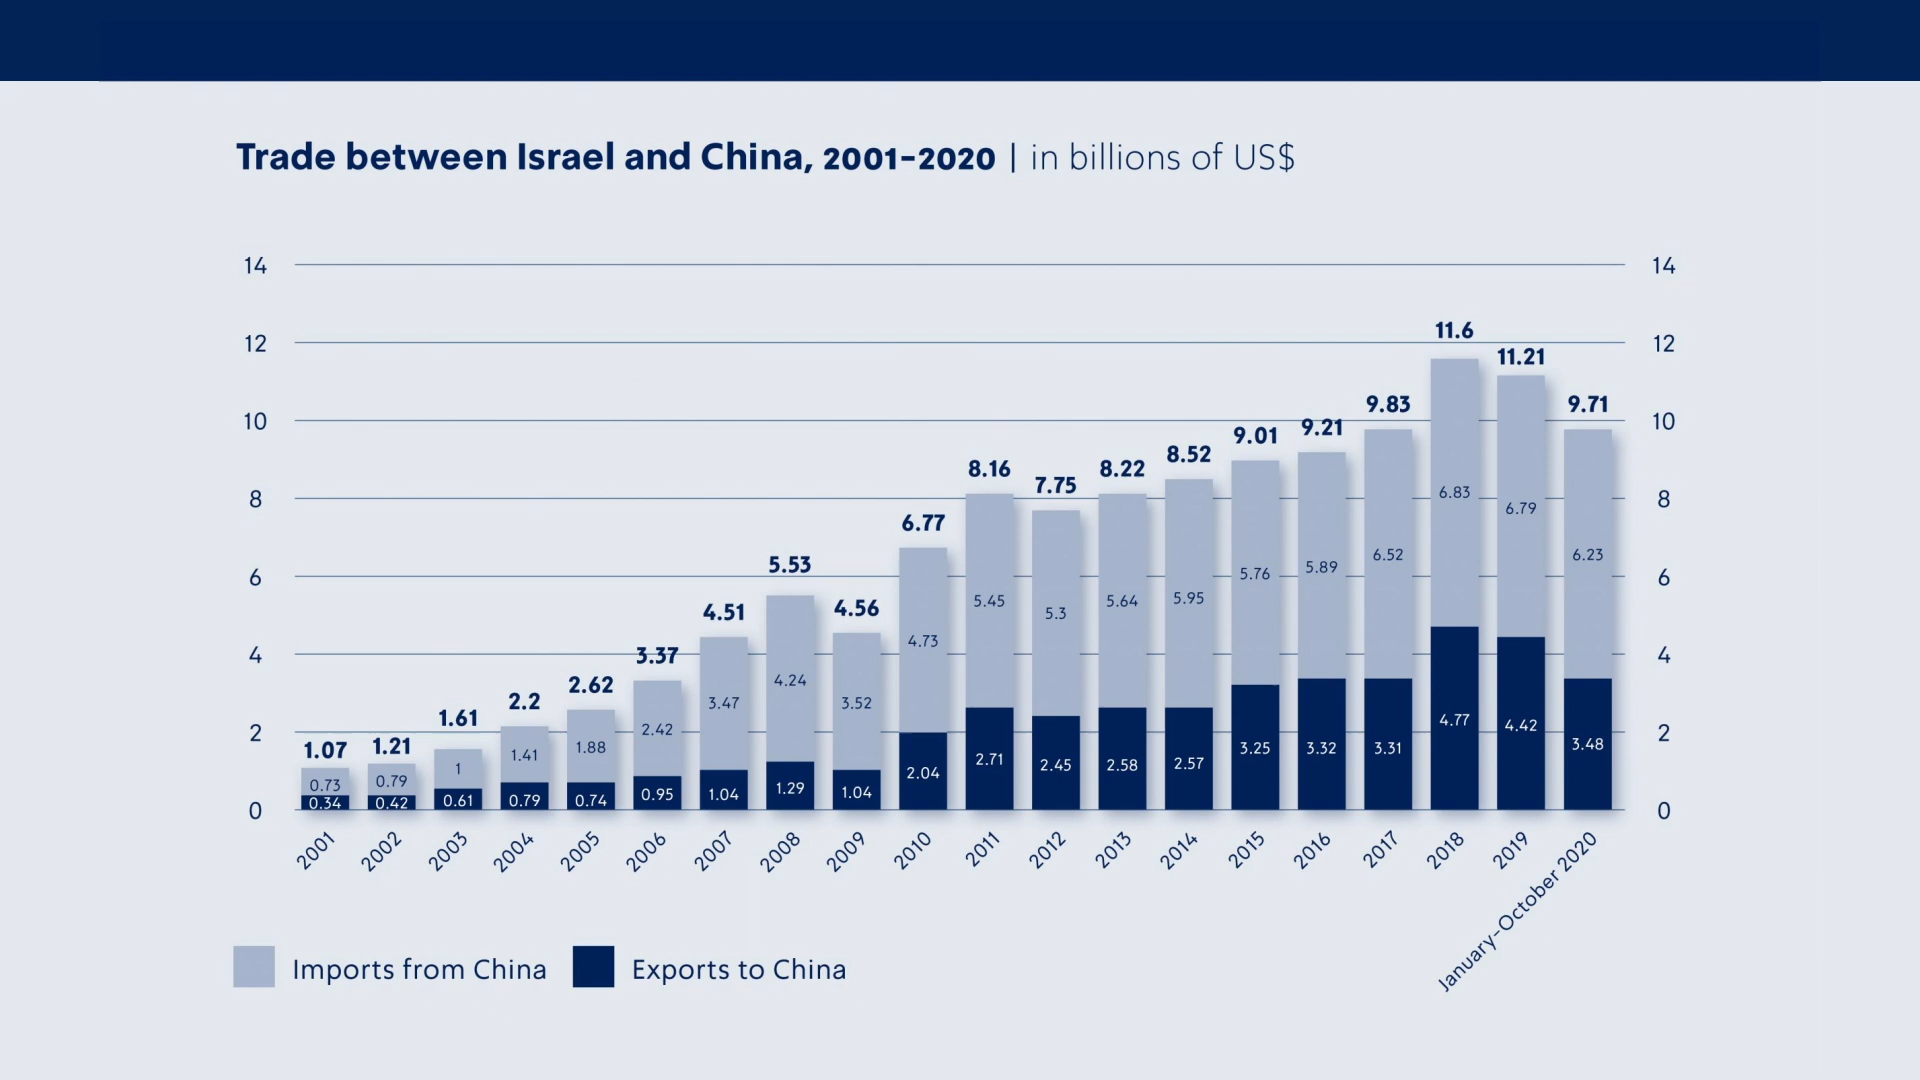 Trade between Israel and China, 2001-2020 | in billions of US$
14 14
12 12
10 10
8 8
6 6
4 4
2 2
0 0
1.07 1.21 1.61 2.2 2.62 3.37 4.51 5.53 4.56 6.77 8.16 7.75 8.22 8.52 9.01 9.21 9.83 11.6 11.21 9.71
0.73 0.79 1 1.41 1.88 2.42 3.47 4.24 3.52 4.73 5.45 5.3 5.64 5.95 5.76 5.89 6.52 6.83 6.79 6.23
0.34 0.42 0.61 0.79 0.74 0.95 1.04 1.29 1.04 2.04 2.71 2.45 2.58 2.57 3.25 3.32 3.31 4.77 4.42 3.48
2001 2002 2003 2004 2005 2006 2007 2008 2009 2010 2011 2012 2013 2014 2015 2016 2017 2018 2019 January-October 2020
Imports from China Exports to China